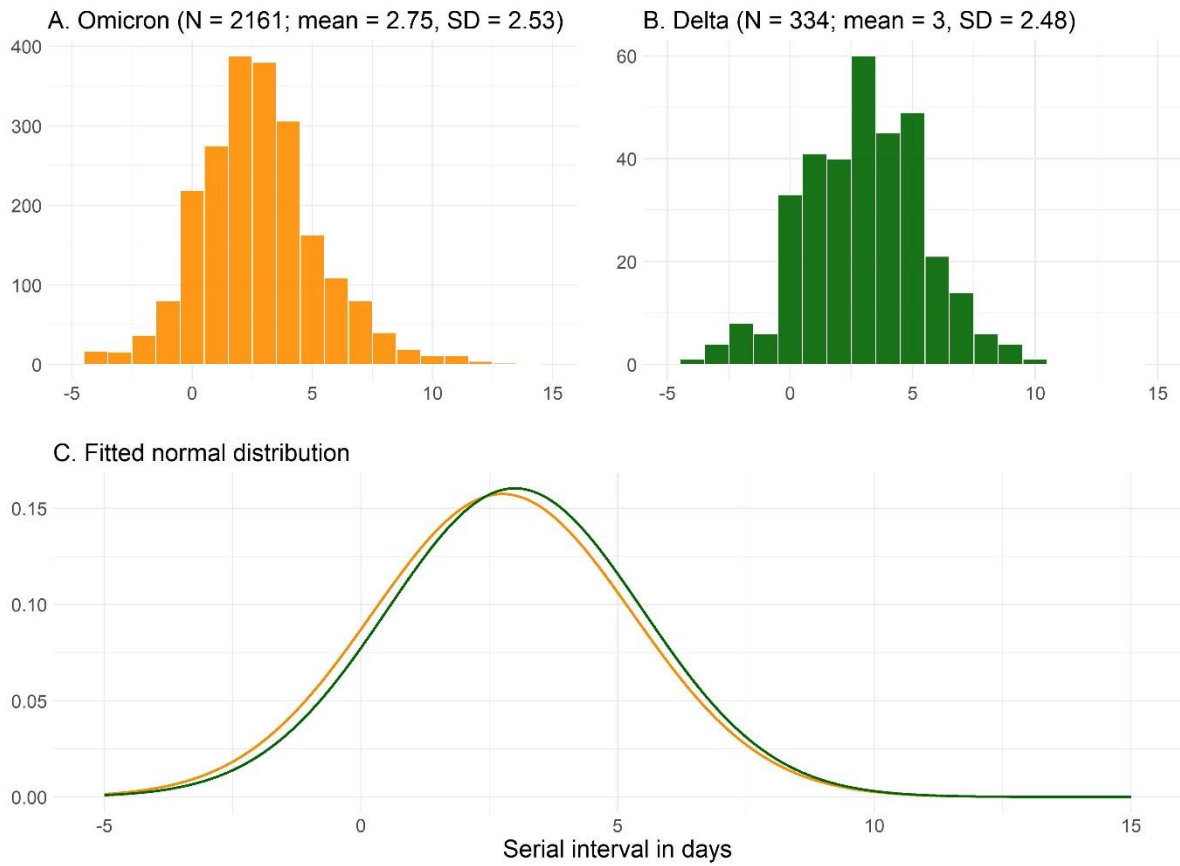 A. Omicron (N = 2161; mean = 2.75, SD = 2.53)
400
300
200
100
0
-5 0 5 10 15
B. Delta (N = 334; mean = 3, SD = 2.48)
60
40
20
0
-5 0 5 10 15
C. Fitted normal distribution
0.15
0.10
0.05
0.00
-5 0 5 10 15
Serial interval in days